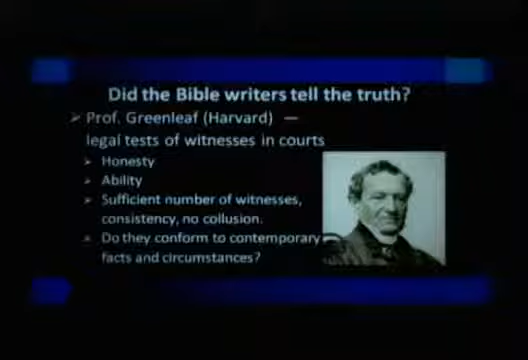 Did the Bible writers tell the truth?
Prof. Greenleaf (Harvard) —
legal tests of witnesses in courts
Honesty
Ability
Sufficient number of witnesses,
consistency, no collusion.
Do they conform to contemporary
facts and circumstances?